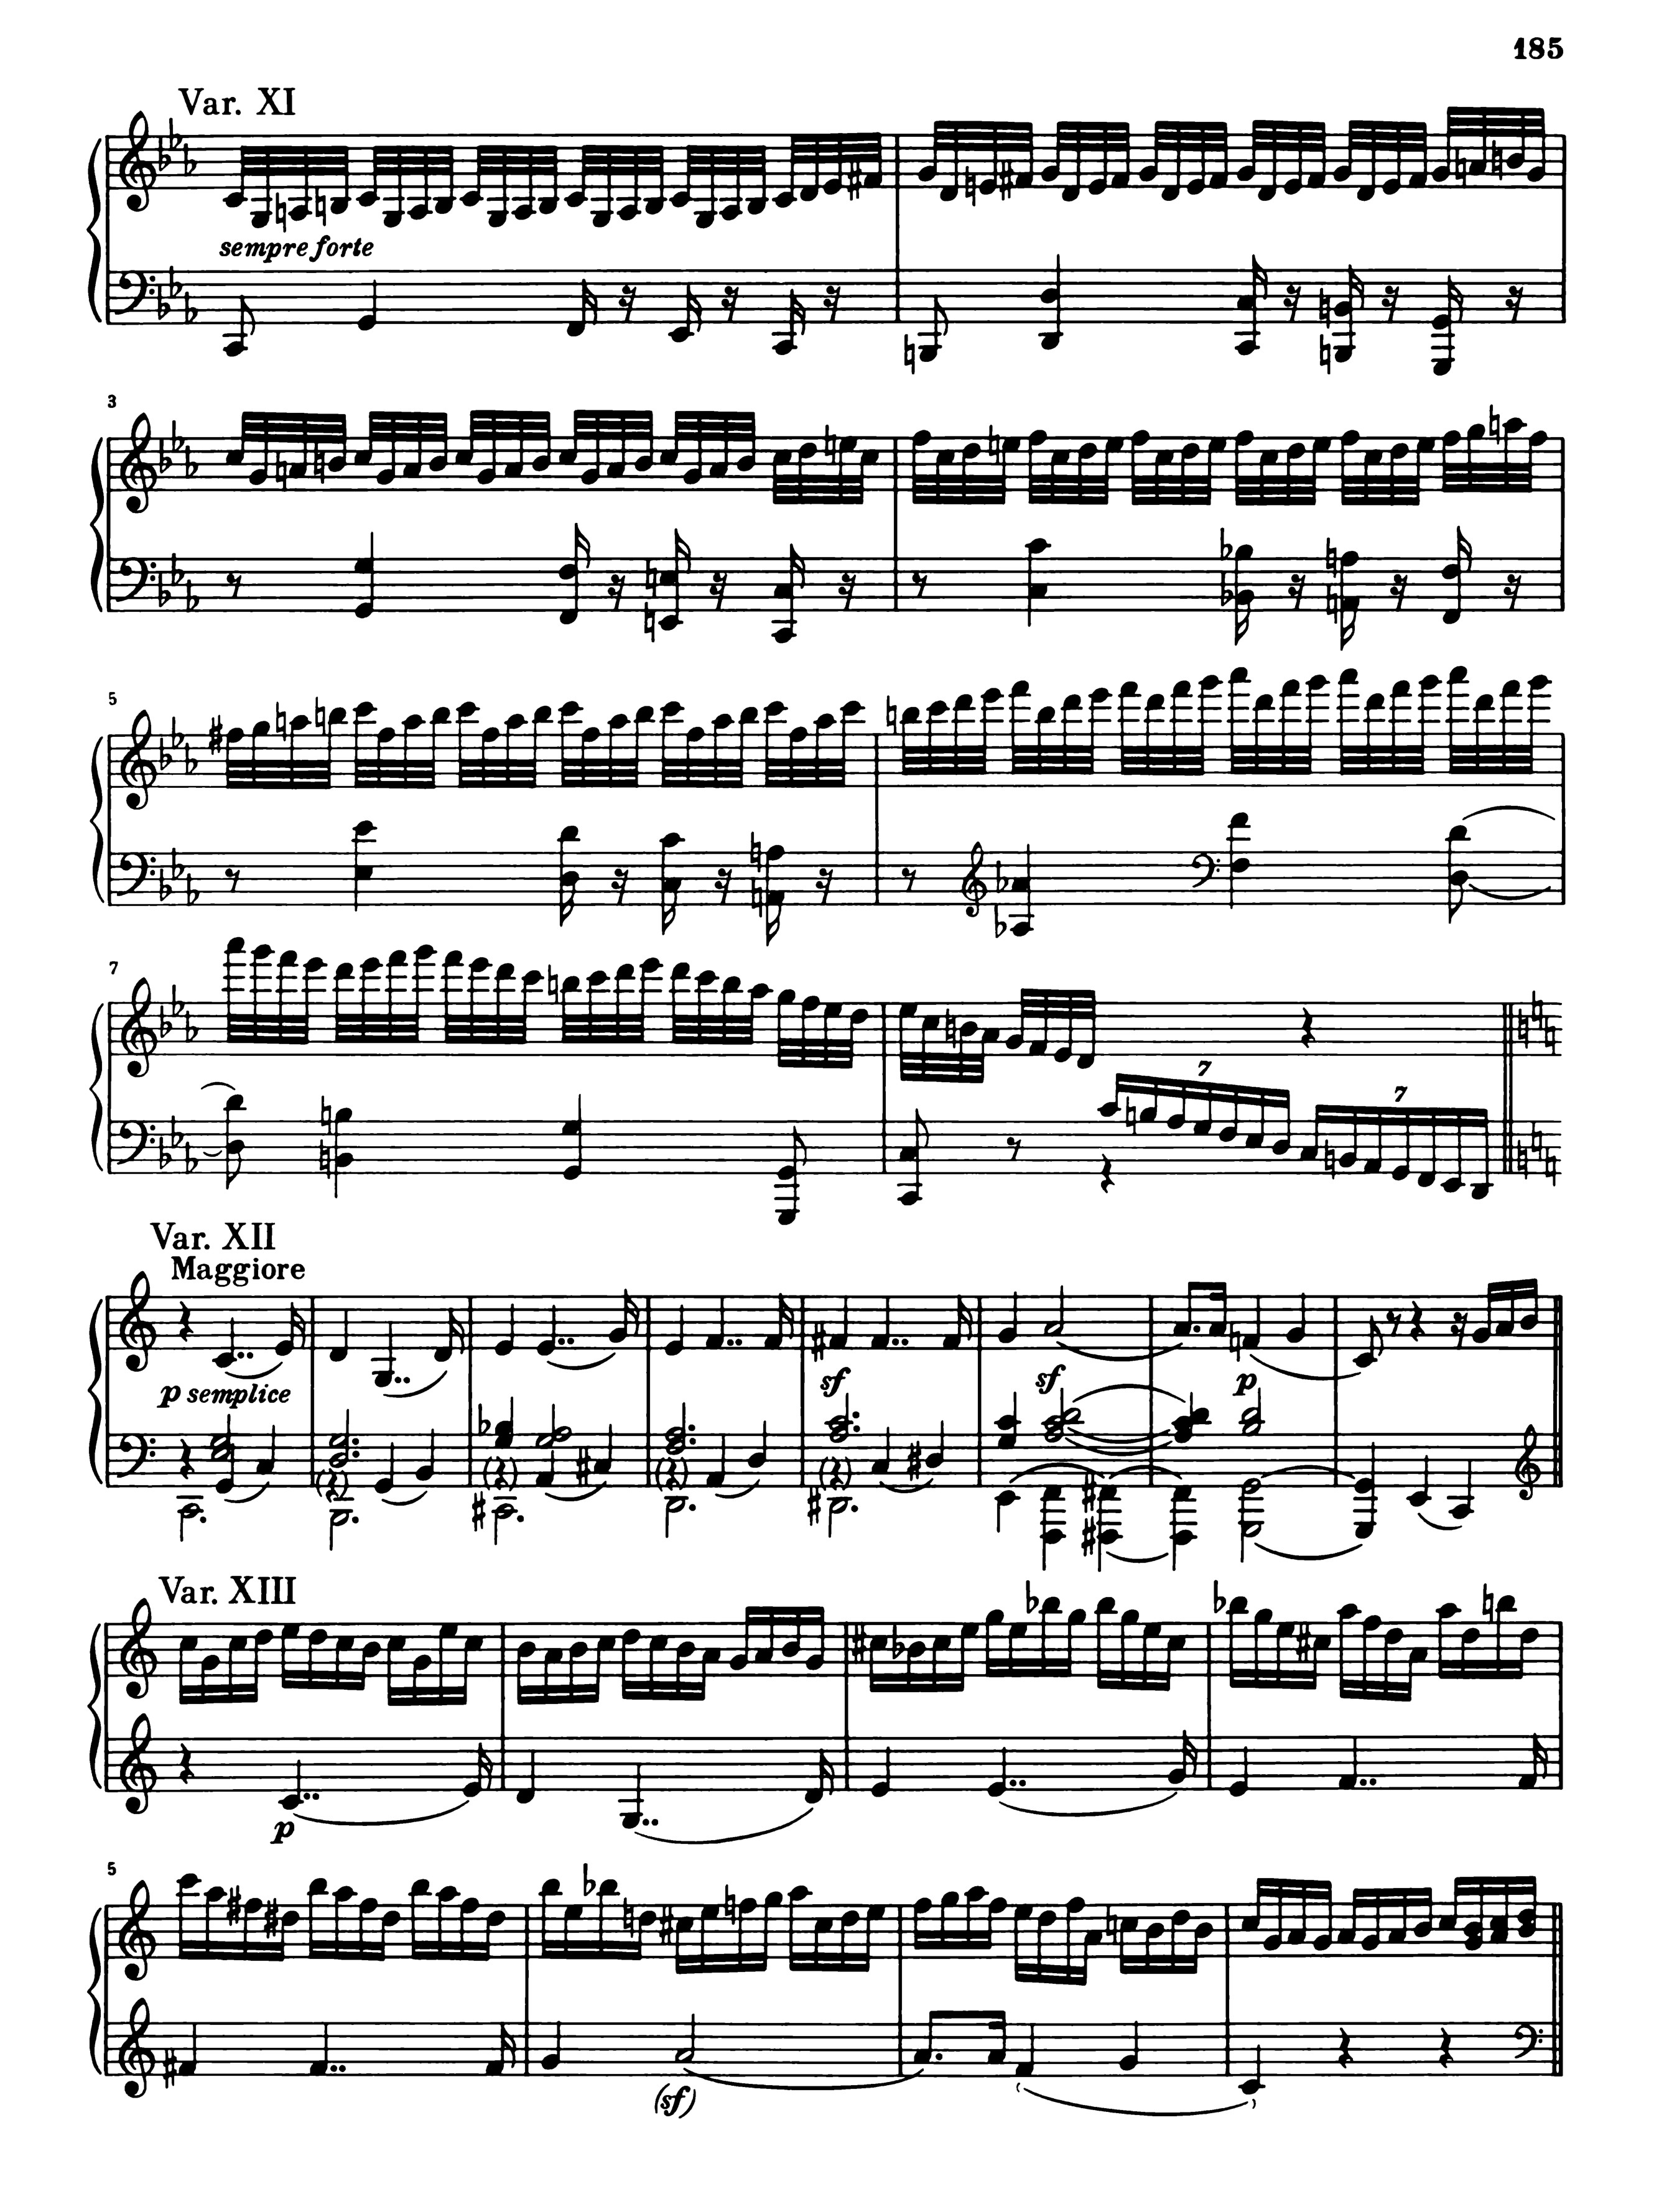 185
Var. XI
sempre forte
3
5
7
7 7
Var. XII
Maggiore
p semplice
sf sf p
Var. XIII
p
5
(sf)